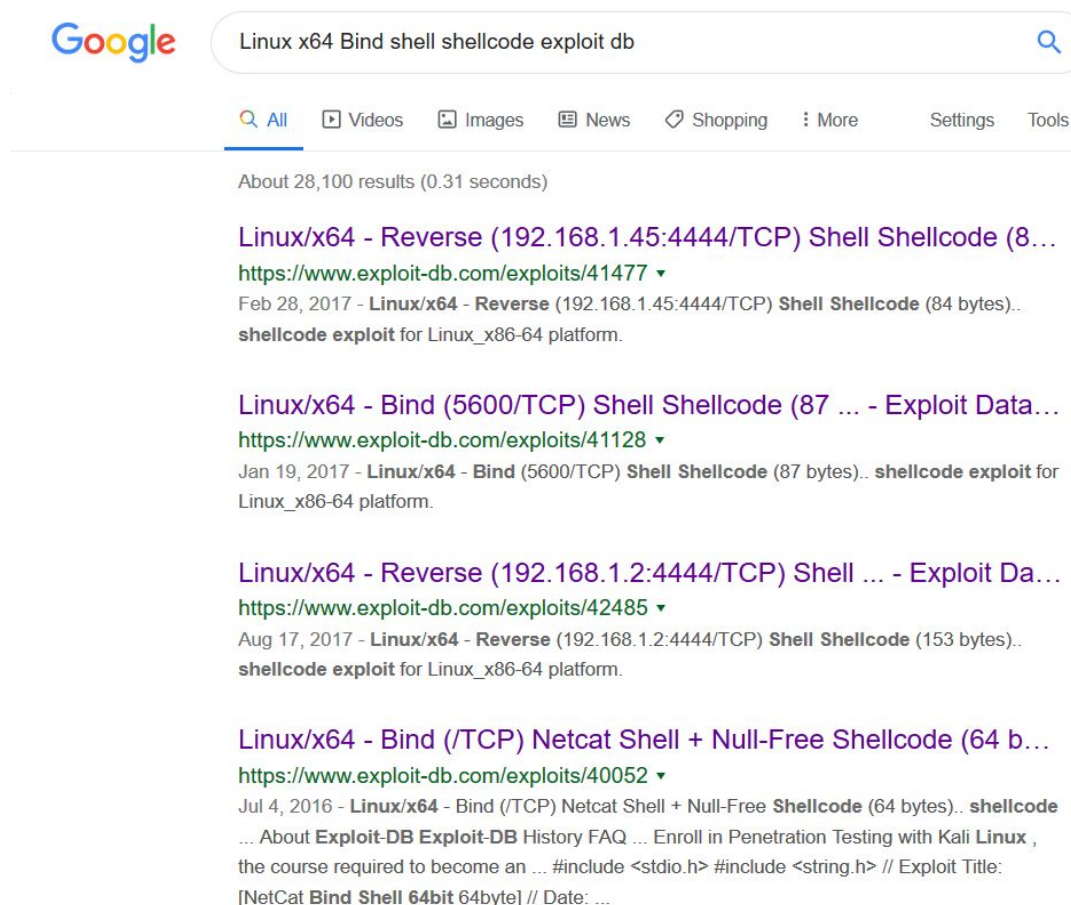 Google
Linux x64 Bind shell shellcode exploit db
All Videos Images News Shopping More Settings Tools
About 28,100 results (0.31 seconds)
Linux/x64 - Reverse (192.168.1.45:4444/TCP) Shell Shellcode (8...
https://www.exploit-db.com/exploits/41477
Feb 28, 2017 - Linux/x64 - Reverse (192.168.1.45:4444/TCP) Shell Shellcode (84 bytes)..
shellcode exploit for Linux_x86-64 platform.
Linux/x64 - Bind (5600/TCP) Shell Shellcode (87 ... - Exploit Data...
https://www.exploit-db.com/exploits/41128
Jan 19, 2017 - Linux/x64 - Bind (5600/TCP) Shell Shellcode (87 bytes).. shellcode exploit for
Linux_x86-64 platform.
Linux/x64 - Reverse (192.168.1.2:4444/TCP) Shell ... - Exploit Da...
https://www.exploit-db.com/exploits/42485
Aug 17, 2017 - Linux/x64 - Reverse (192.168.1.2:4444/TCP) Shell Shellcode (153 bytes)..
shellcode exploit for Linux_x86-64 platform.
Linux/x64 - Bind (/TCP) Netcat Shell + Null-Free Shellcode (64 b...
https://www.exploit-db.com/exploits/40052
Jul 4, 2016 - Linux/x64 - Bind (/TCP) Netcat Shell + Null-Free Shellcode (64 bytes).. shellcode
... About Exploit-DB Exploit-DB History FAQ ... Enroll in Penetration Testing with Kali Linux ,
the course required to become an ... #include <stdio.h> #include <string.h> // Exploit Title:
[NetCat Bind Shell 64bit 64byte] // Date: ...